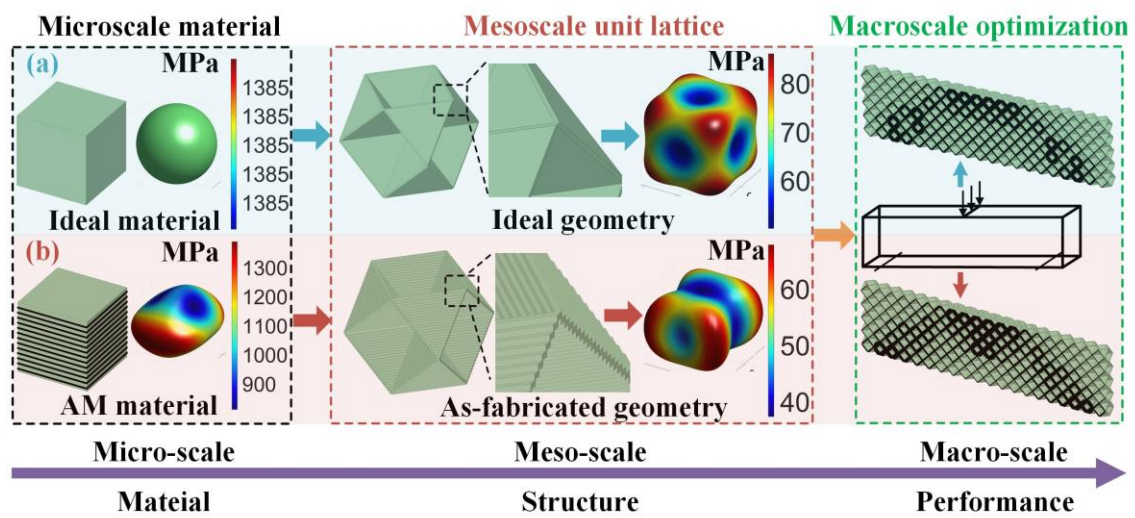 Microscale material
Mesoscale unit lattice
Macroscale optimization
(a)
MPa
1385
1385
1385
1385
1385
Ideal material
MPa
80
70
60
Ideal geometry
(b)
MPa
1300
1200
1100
1000
900
AM material
MPa
60
50
40
As-fabricated geometry
Micro-scale
Meso-scale
Macro-scale
Mateial
Structure
Performance